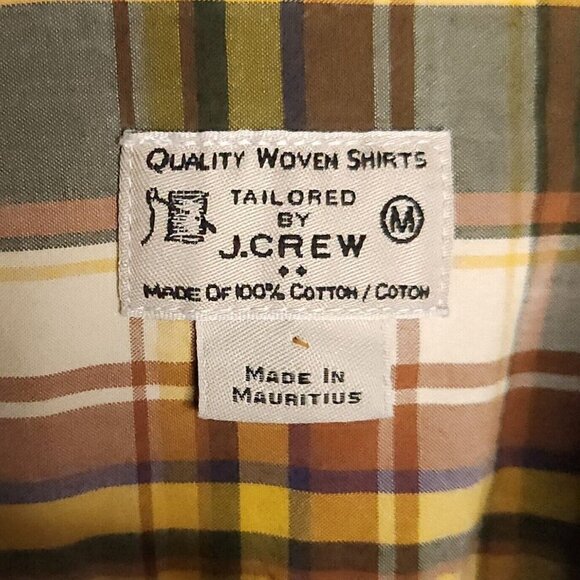 QUALITY WOVEN SHIRTS
TAILORED
BY
M
J.CREW
MADE OF 100% COTTON / COTON
MADE IN
MAURITIUS